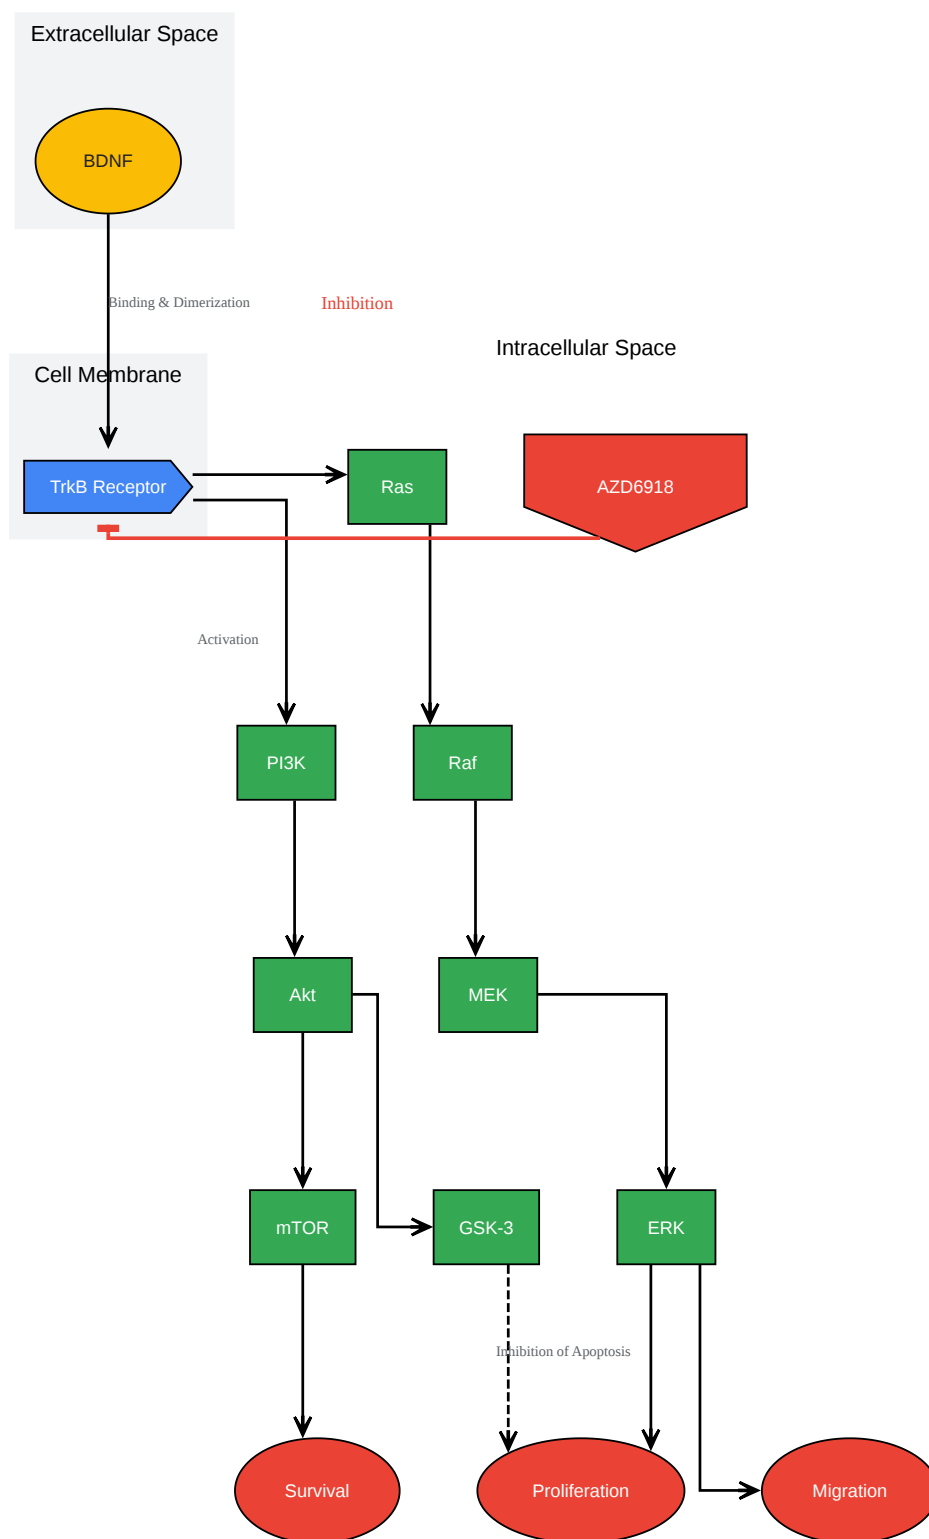 Extracellular Space
BDNF
Binding & Dimerization
Inhibition
Intracellular Space
Cell Membrane
TrkB Receptor
Ras
AZD6918
Activation
PI3K
Raf
Akt
MEK
mTOR
GSK-3
ERK
Inhibition of Apoptosis
Survival
Proliferation
Migration